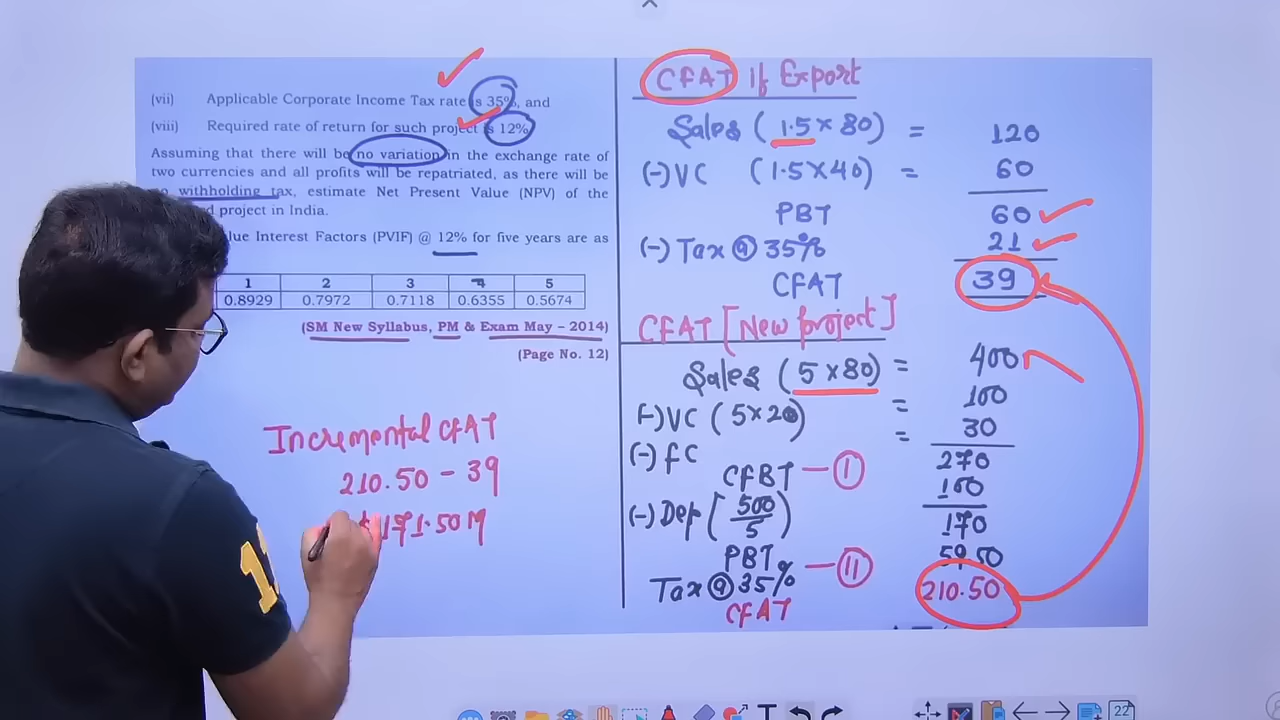 (vii) Applicable Corporate Income Tax rate is 35%, and
(viii) Required rate of return for such project is 12%
Assuming that there will be no variation in the exchange rate of
two currencies and all profits will be repatriated, as there will be
withholding tax, estimate Net Present Value (NPV) of the
project in India.
Interest Factors (PVIF) @ 12% for five years are as
1 2 3 4 5
0.8929 0.7972 0.7118 0.6355 0.5674
(SM New Syllabus, PM & Exam May – 2014)
(Page No. 12)
Incremental CFAT
210.50 - 39
171.50 M
CFAT if Export
Sales (1.5 x 80) = 120
(-) VC (1.5 x 40) = 60
PBT 60
(-) Tax @ 35% 21
CFAT 39
CFAT [New project]
Sales (5 x 80) = 400
(-) VC (5 x 20) = 100
(-) FC = 30
CFBT — (I) 270
(-) Dep (500/5) 100
PBT — (II) 170
Tax @ 35% 59.50
CFAT 210.50
1
22